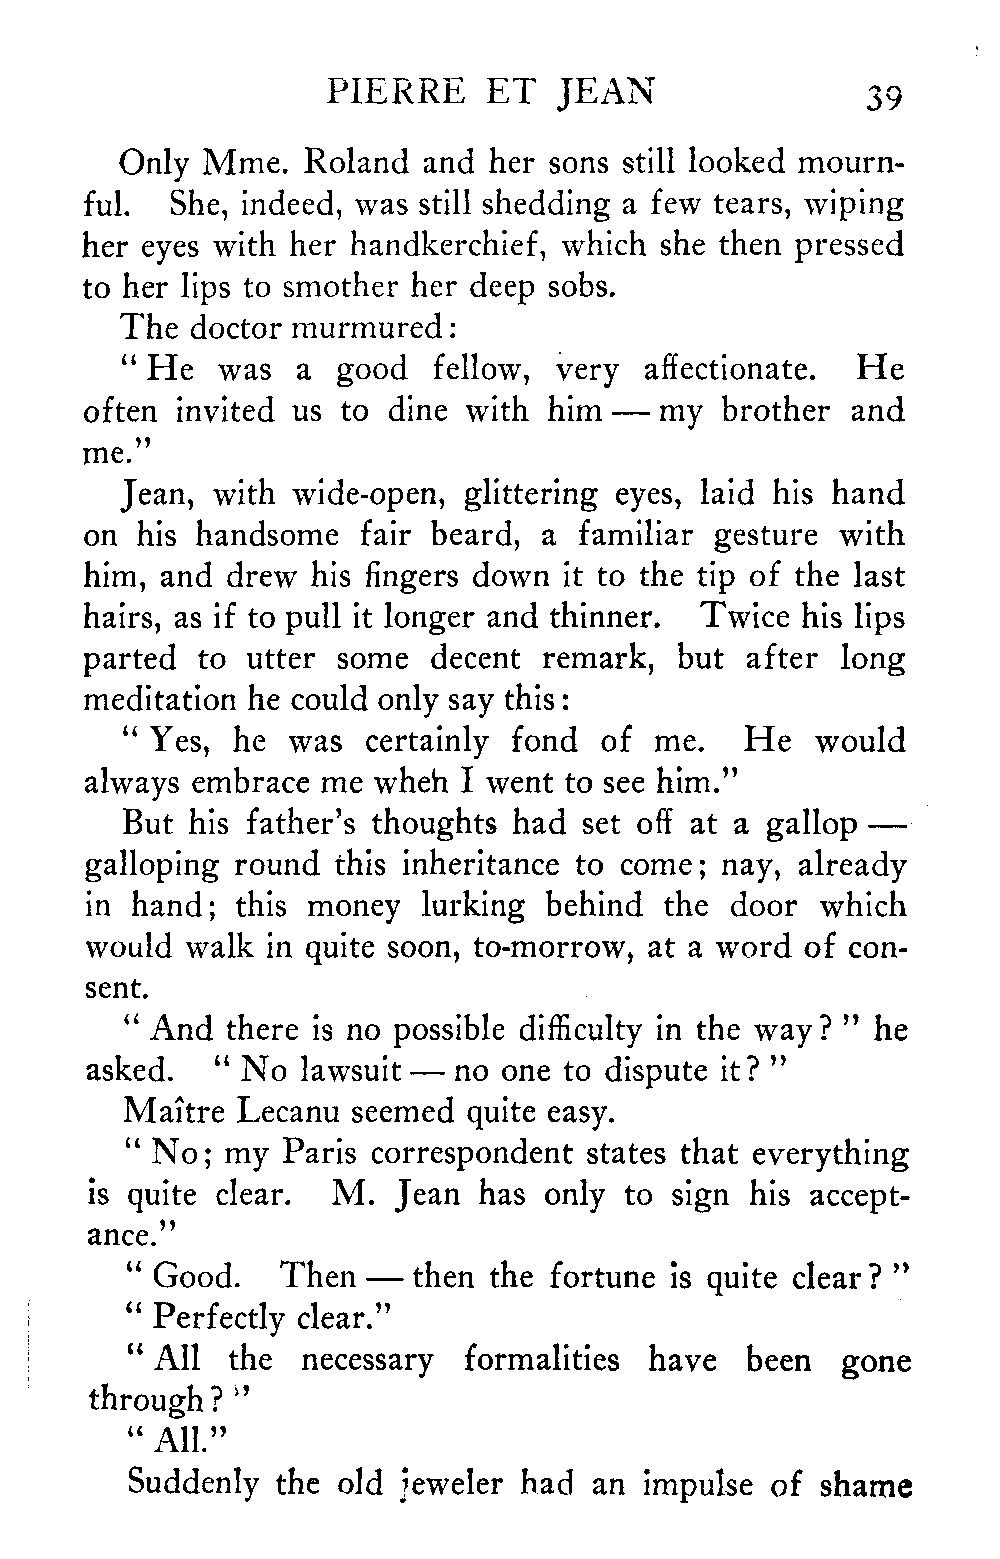 PIERRE ET JEAN 39
Only Mme. Roland and her sons still looked mourn-
ful. She, indeed, was still shedding a few tears, wiping
her eyes with her handkerchief, which she then pressed
to her lips to smother her deep sobs.
The doctor murmured:
“ He was a good fellow, very affectionate. He
often invited us to dine with him — my brother and
me.”
Jean, with wide-open, glittering eyes, laid his hand
on his handsome fair beard, a familiar gesture with
him, and drew his fingers down it to the tip of the last
hairs, as if to pull it longer and thinner. Twice his lips
parted to utter some decent remark, but after long
meditation he could only say this:
“ Yes, he was certainly fond of me. He would
always embrace me when I went to see him.”
But his father’s thoughts had set off at a gallop —
galloping round this inheritance to come; nay, already
in hand; this money lurking behind the door which
would walk in quite soon, to-morrow, at a word of con-
sent.
“ And there is no possible difficulty in the way? ” he
asked. “ No lawsuit — no one to dispute it? ”
Maître Lecanu seemed quite easy.
“ No; my Paris correspondent states that everything
is quite clear. M. Jean has only to sign his accept-
ance.”
“ Good. Then — then the fortune is quite clear? ”
“ Perfectly clear.”
“ All the necessary formalities have been gone
through? ”
“ All.”
Suddenly the old jeweler had an impulse of shame